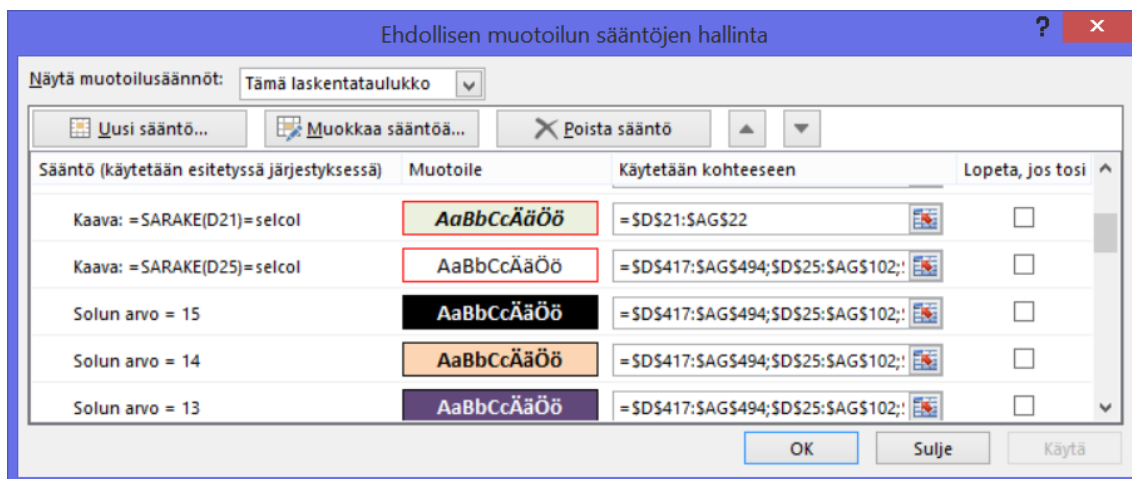 Ehdollisen muotoilun sääntöjen hallinta ? ×
Näytä muotoilusäännöt: Tämä laskentataulukko
Uusi sääntö... Muokkaa sääntöä... Poista sääntö
Sääntö (käytetään esitetyssä järjestyksessä) Muotoile Käytetään kohteeseen Lopeta, jos tosi
Kaava: =SARAKE(D21)=selcol AaBbCcÄäÖö =$D$21:$AG$22
Kaava: =SARAKE(D25)=selcol AaBbCcÄäÖö =$D$417:$AG$494;$D$25:$AG$102;
Solun arvo = 15 AaBbCcÄäÖö =$D$417:$AG$494;$D$25:$AG$102;
Solun arvo = 14 AaBbCcÄäÖö =$D$417:$AG$494;$D$25:$AG$102;
Solun arvo = 13 AaBbCcÄäÖö =$D$417:$AG$494;$D$25:$AG$102;
OK Sulje Käytä